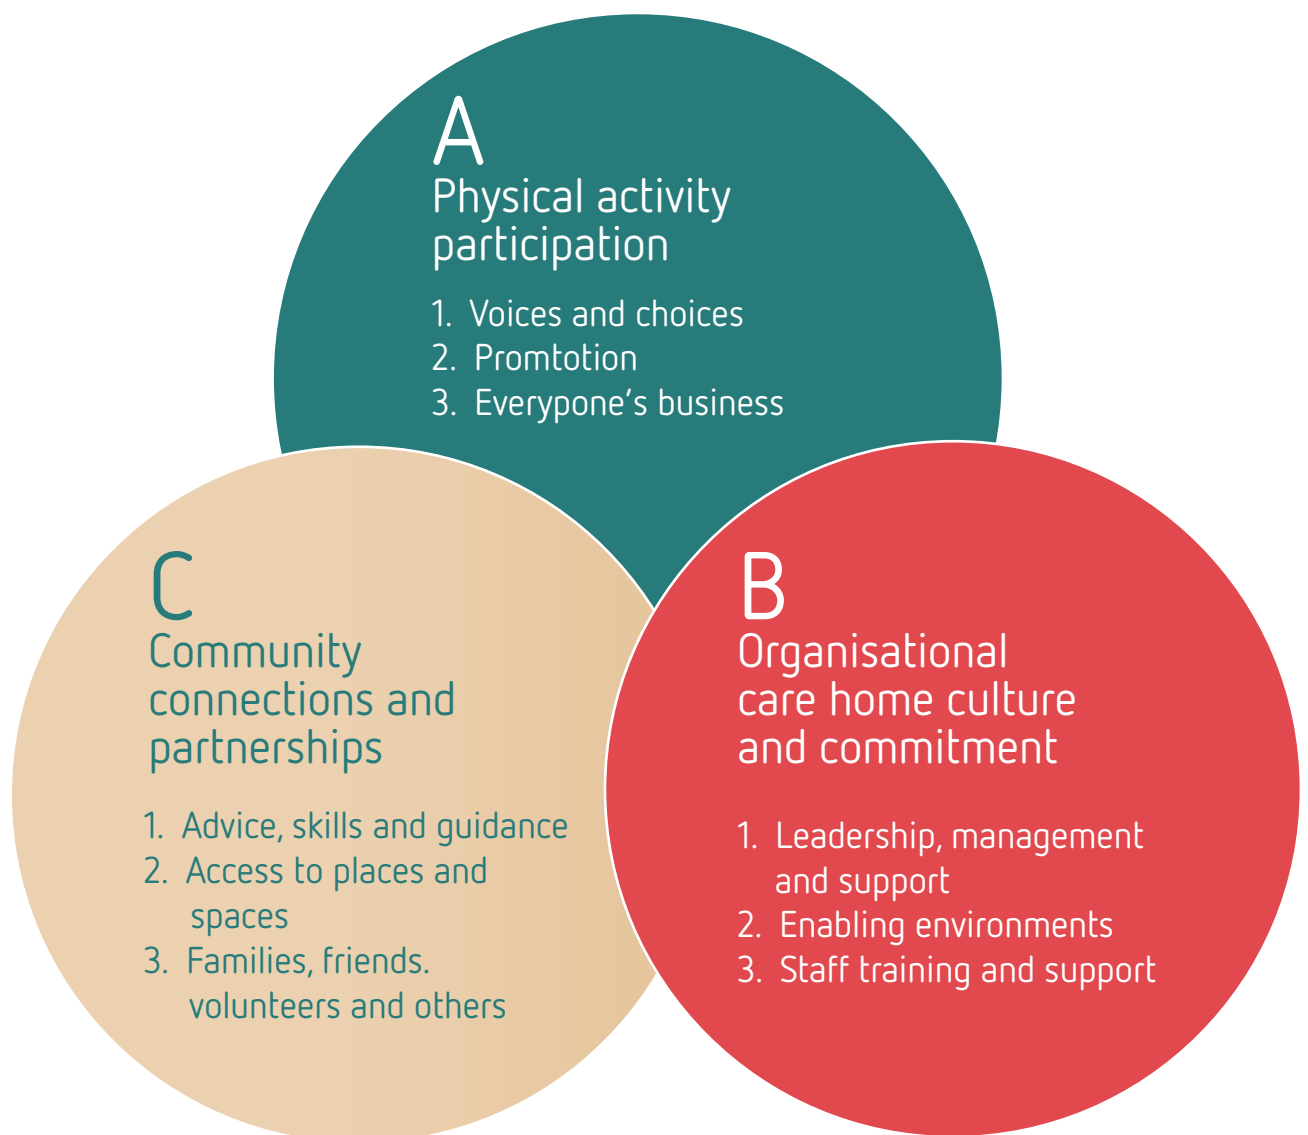 A
Physical activity
participation
1. Voices and choices
2. Promtotion
3. Everypone's business
B
Organisational
care home culture
and commitment
1. Leadership, management
and support
2. Enabling environments
3. Staff training and support
C
Community
connections and
partnerships
1. Advice, skills and guidance
2. Access to places and
spaces
3. Families, friends.
volunteers and others